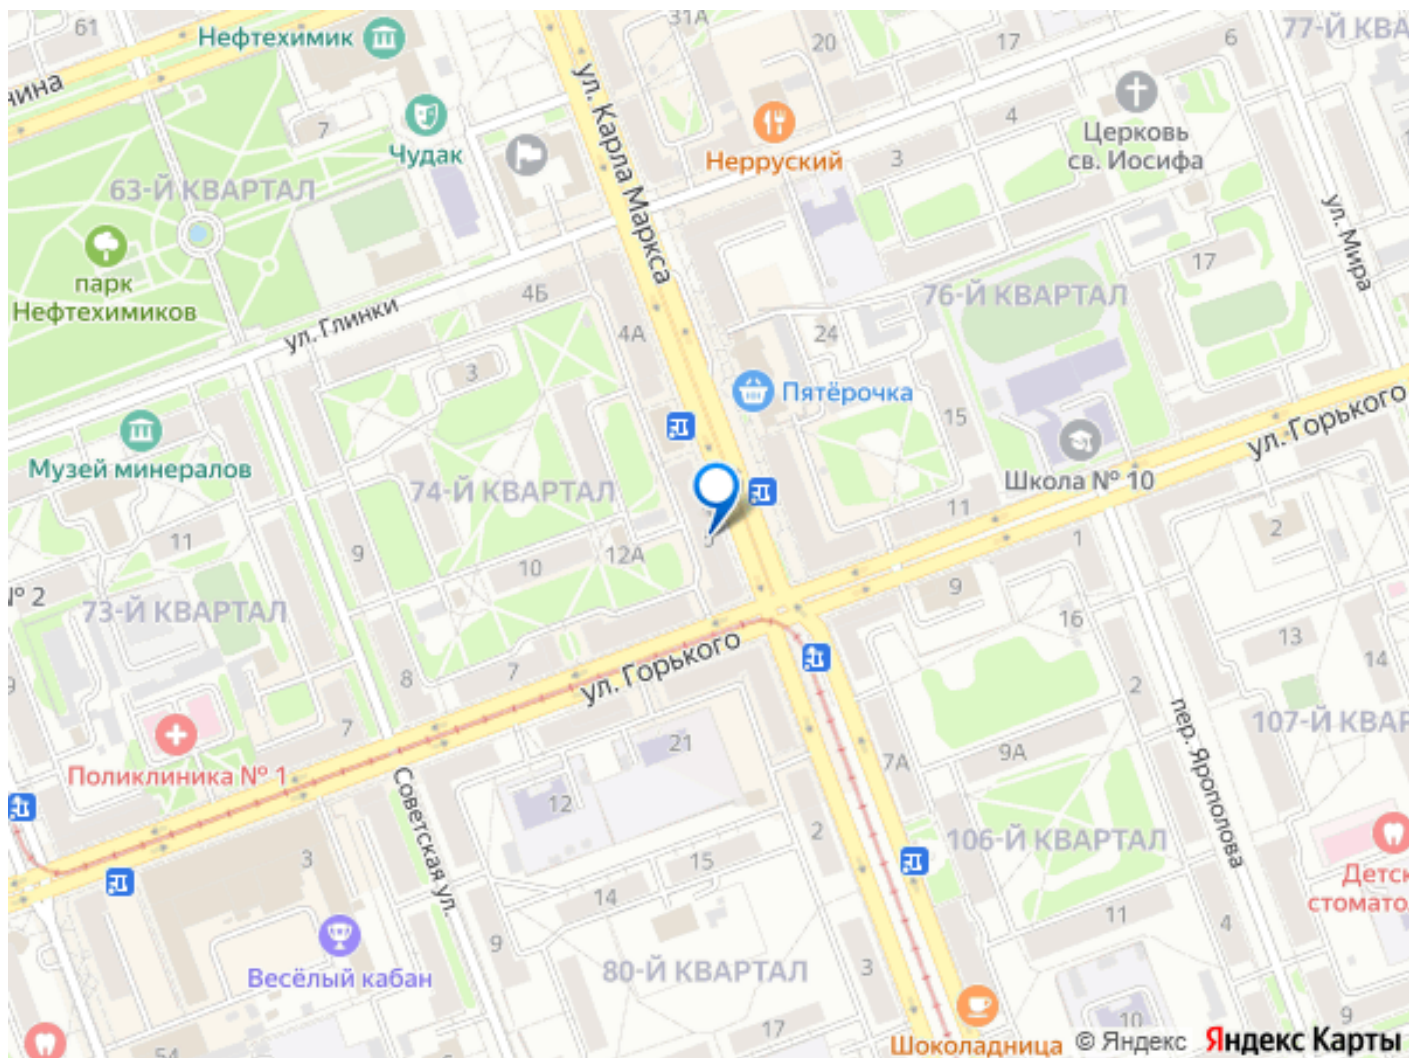 61
Нефтехимик
31А
20
17
6
77-Й КВА
нина
ул. Карла Маркса
7
Чудак
Нерруский
3
4
Церковь
св. Иосифа
63-Й КВАРТАЛ
парк
Нефтехимиков
ул. Глинки
4Б
4А
76-Й КВАРТАЛ
17
ул. Мира
24
3
Пятёрочка
15
ул. Горького
Музей минералов
74-Й КВАРТАЛ
Школа № 10
11
11
9
10
12А
1
2
9
№ 2
73-Й КВАРТАЛ
16
13
14
ул. Горького
7
8
7
2
пер. Ярополова
107-Й КВАР
Поликлиника № 1
21
7А
9А
12
Советская ул.
2
106-Й КВАРТАЛ
3
15
14
Детск
стомато
11
4
9
Весёлый кабан
80-Й КВАРТАЛ
3
17
54
10
9
Шоколадница
© Яндекс
Яндекс Карты